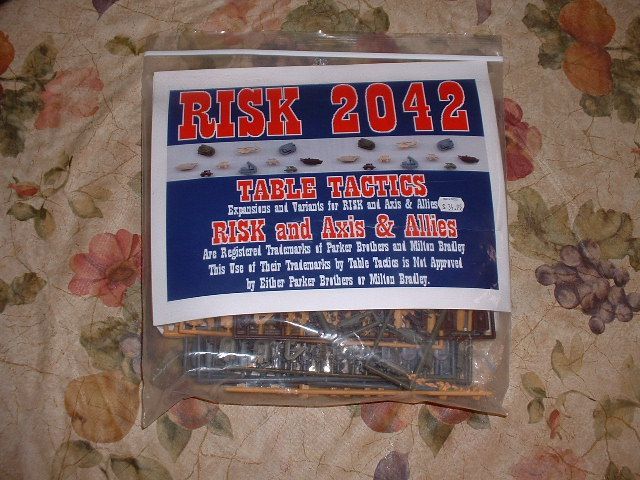 RISK 2042
TABLE TACTICS
Expansions and Variants for RISK and Axis & Allies
RISK and Axis & Allies
Are Registered Trademarks of Parker Brothers and Milton Bradley
This Use of Their Trademarks by Table Tactics is Not Approved
by Either Parker Brothers or Milton Bradley.